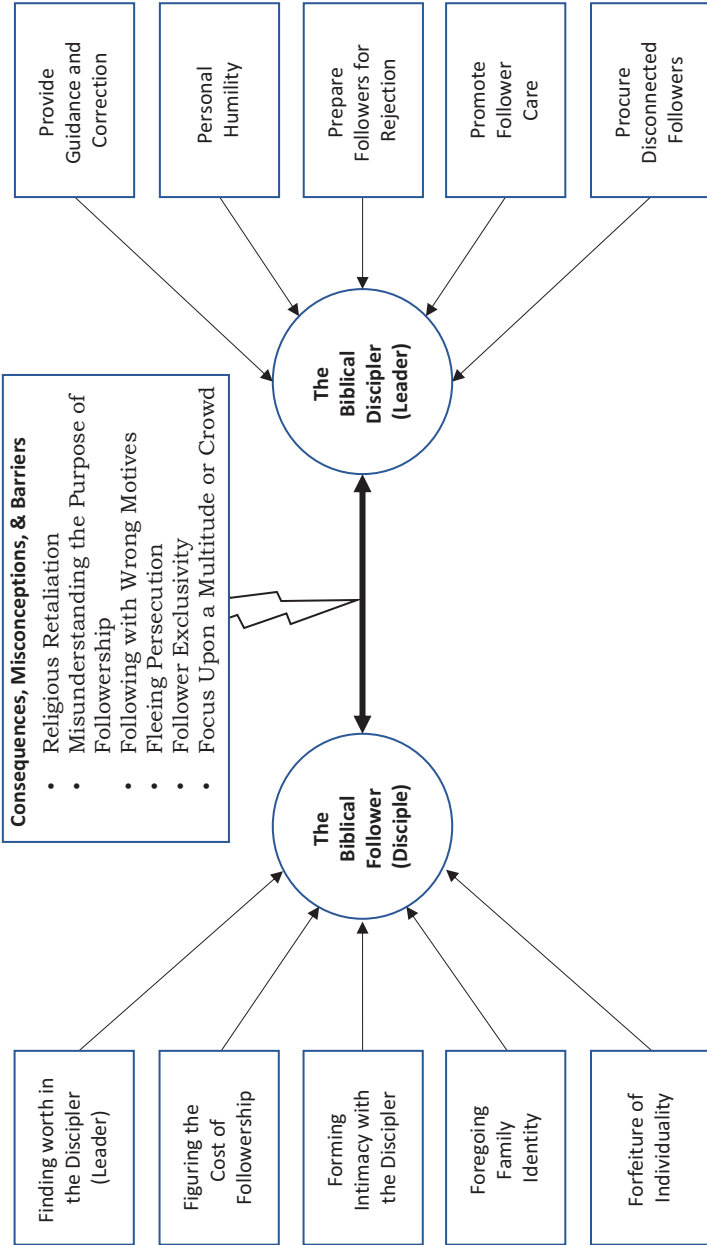 Consequences, Misconceptions, & Barriers
• Religious Retaliation
• Misunderstanding the Purpose of
Followership
• Following with Wrong Motives
• Fleeing Persecution
• Follower Exclusivity
• Focus Upon a Multitude or Crowd
Finding worth in
the Discipler
(Leader)
Figuring the
Cost of
Followership
Forming
Intimacy with
the Discipler
Foregoing
Family
Identity
Forfeiture of
Individuality
The
Biblical
Follower
(Disciple)
The
Biblical
Discipler
(Leader)
Provide
Guidance and
Correction
Personal
Humility
Prepare
Followers for
Rejection
Promote
Follower
Care
Procure
Disconnected
Followers